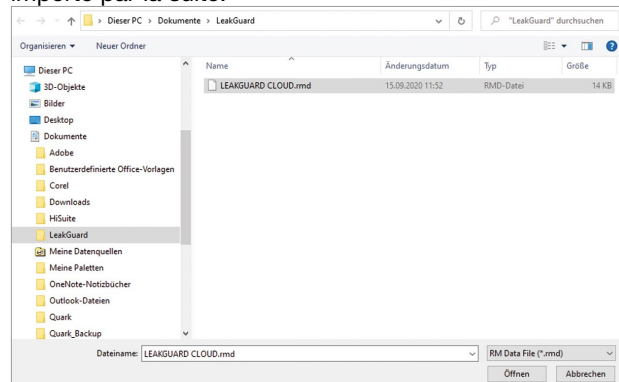 importé par la suite.
Dieser PC > Dokumente > LeakGuard
"LeakGuard" durchsuchen
Organisieren
Neuer Ordner
Dieser PC
3D-Objekte
Bilder
Desktop
Dokumente
Adobe
Benutzerdefinierte Office-Vorlagen
Corel
Downloads
HiSuite
LeakGuard
Meine Datenquellen
Meine Paletten
OneNote-Notizbücher
Outlook-Dateien
Quark
Quark_Backup
Name Änderungsdatum Typ Größe
LEAKGUARD CLOUD.rmd 15.09.2020 11:52 RMD-Datei 14 KB
Dateiname: LEAKGUARD CLOUD.rmd RM Data File (*.rmd)
Öffnen Abbrechen